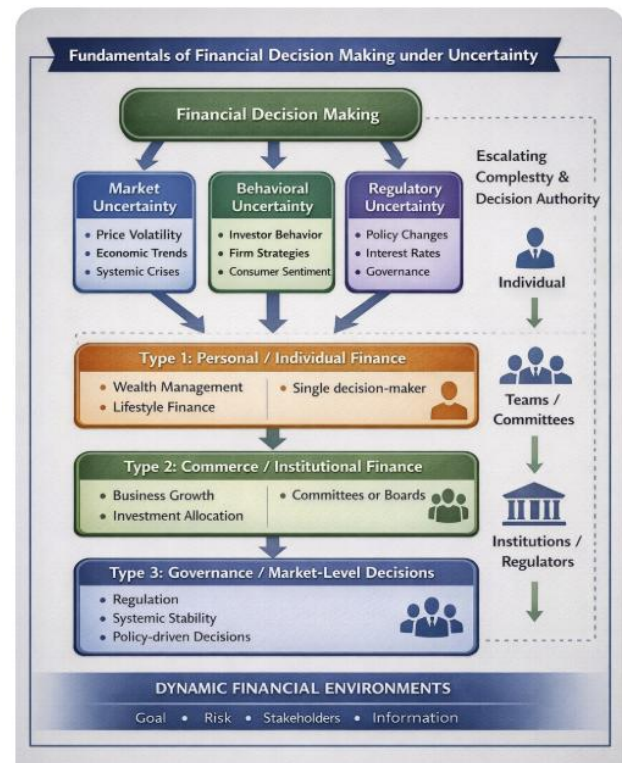 Fundamentals of Financial Decision Making under Uncertainty
Financial Decision Making
Escalating
Complestty &
Decision Authority
Market
Uncertainty
• Price Volatility
• Economic Trends
• Systemic Crises
Behavioral
Uncertainty
• Investor Behavior
• Firm Strategies
• Consumer Sentiment
Regulatory
Uncertainty
• Policy Changes
• Interest Rates
• Governance
Individual
Type 1: Personal / Individual Finance
• Wealth Management
• Lifestyle Finance
• Single decision-maker
Teams /
Committees
Type 2: Commerce / Institutional Finance
• Business Growth
• Investment Allocation
• Committees or Boards
Institutions /
Regulators
Type 3: Governance / Market-Level Decisions
• Regulation
• Systemic Stability
• Policy-driven Decisions
DYNAMIC FINANCIAL ENVIRONMENTS
Goal • Risk • Stakeholders • Information